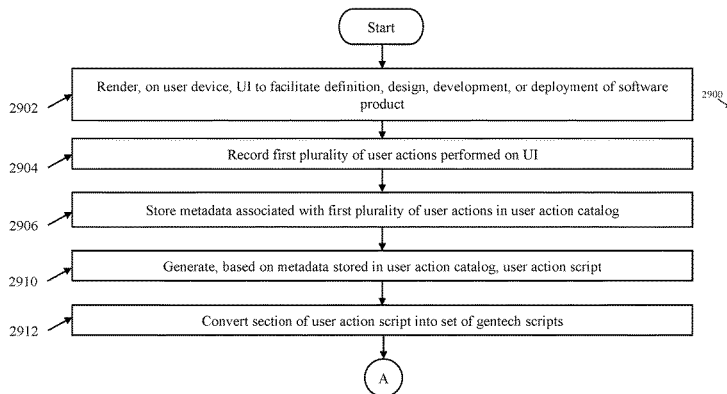 Start
Render, on user device, UI to facilitate definition, design, development, or deployment of software
product
2902
2900
Record first plurality of user actions performed on UI
2904
Store metadata associated with first plurality of user actions in user action catalog
2906
Generate, based on metadata stored in user action catalog, user action script
2910
Convert section of user action script into set of gentech scripts
2912
A